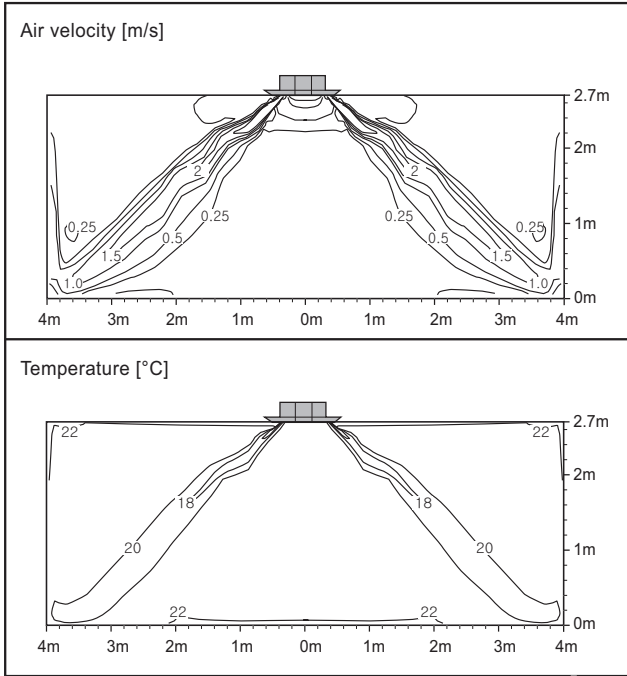 Air velocity [m/s]
2.7m
2 2 2m
0.25 0.25 0.25 0.25 1m
1.5 0.5 0.5 1.5
1.0 1.0 0m
4m 3m 2m 1m 0m 1m 2m 3m 4m
Temperature [°C]
22 22 2.7m
18 18 2m
20 20 1m
22 22 0m
4m 3m 2m 1m 0m 1m 2m 3m 4m